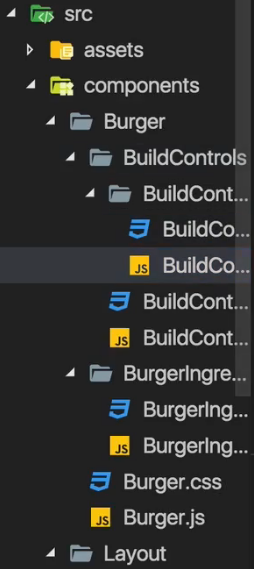 src
assets
components
Burger
BuildControls
BuildCont...
BuildCo...
JS BuildCo...
BuildCont...
JS BuildCont...
BurgerIngre...
BurgerIng...
JS BurgerIng...
Burger.css
JS Burger.js
Layout